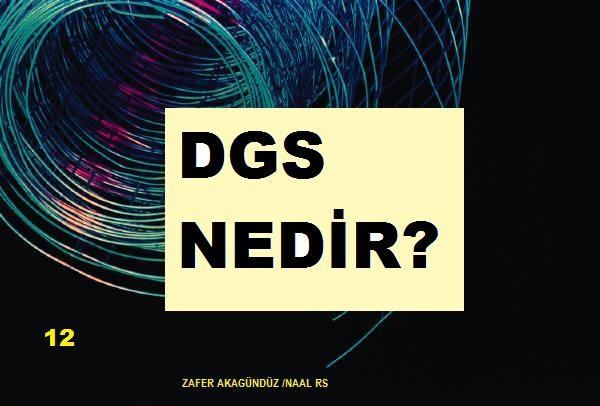 DGS
NEDİR?
12
ZAFER AKAGÜNDÜZ /NAAL RS